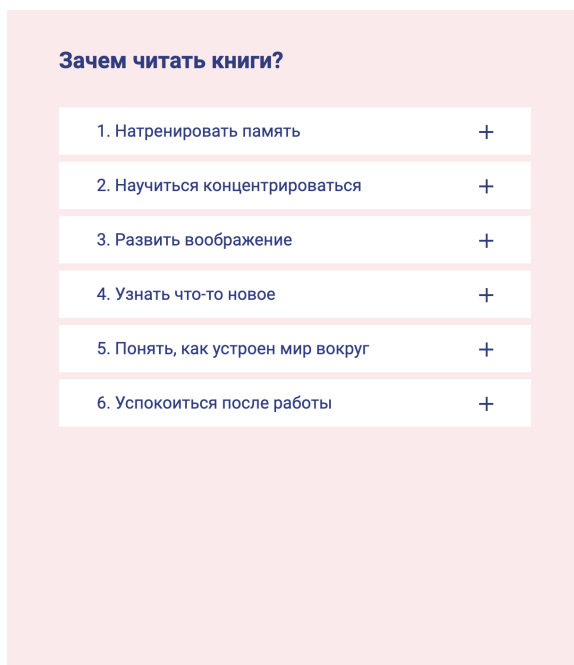 Зачем читать книги?
1. Натренировать память
2. Научиться концентрироваться
3. Развить воображение
4. Узнать что-то новое
5. Понять, как устроен мир вокруг
6. Успокоиться после работы